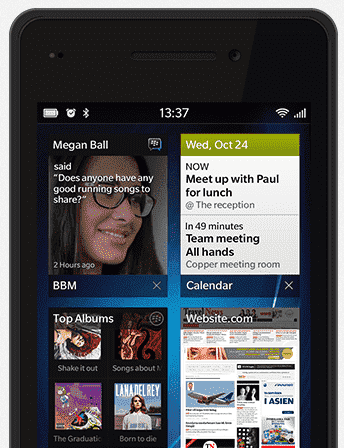 13:37
Megan Ball
said
"Does anyone have any
good running songs to
share?"
2 Hours ago
BBM
Wed, Oct 24
NOW
Meet up with Paul
for lunch
@ The reception
In 49 minutes
Team meeting
All hands
Copper meeting room
Calendar
Top Albums
Shake it out
Songs about
LANA DEL REY
The Graduatio
Born to die
Website.com
Travel News
I ASIEN